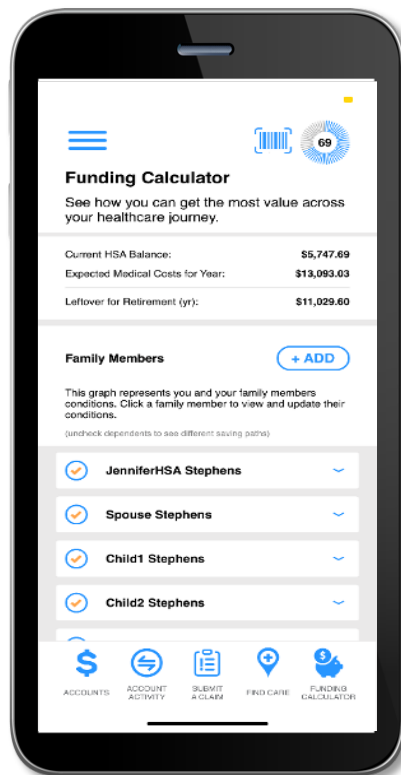 69
Funding Calculator
See how you can get the most value across
your healthcare journey.
Current HSA Balance: $5,747.69
Expected Medical Costs for Year: $13,093.03
Leftover for Retirement (yr): $11,029.60
Family Members + ADD
This graph represents you and your family members
conditions. Click a family member to view and update their
conditions.
(uncheck dependents to see different saving paths)
JenniferHSA Stephens
Spouse Stephens
Child1 Stephens
Child2 Stephens
$ $
ACCOUNTS ACCOUNT SUBMIT FIND CARE FUNDING
ACTIVITY A CLAIM CALCULATOR